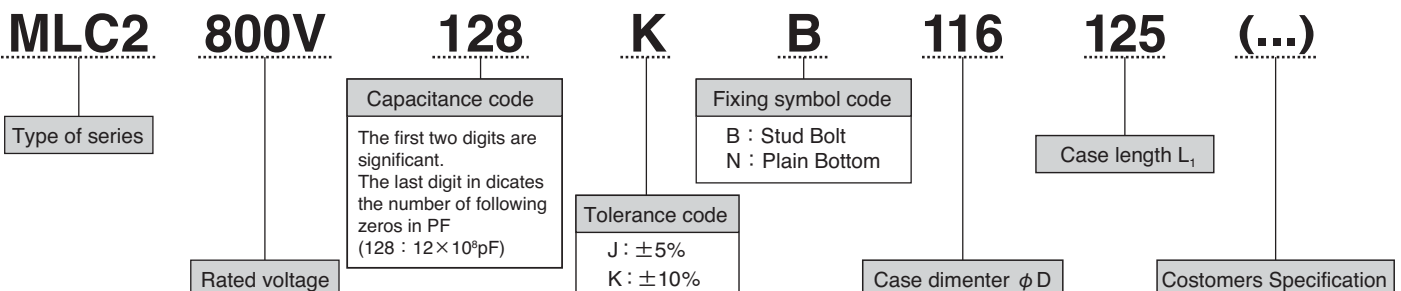 MLC2 800V 128 K B 116 125 (...)
Type of series
Capacitance code
The first two digits are
significant.
The last digit in dicates
the number of following
zeros in PF
(128：12×10⁸pF)
Fixing symbol code
B：Stud Bolt
N：Plain Bottom
Case length L₁
Tolerance code
J：±5%
K：±10%
Rated voltage
Case dimenter φD
Costomers Specification